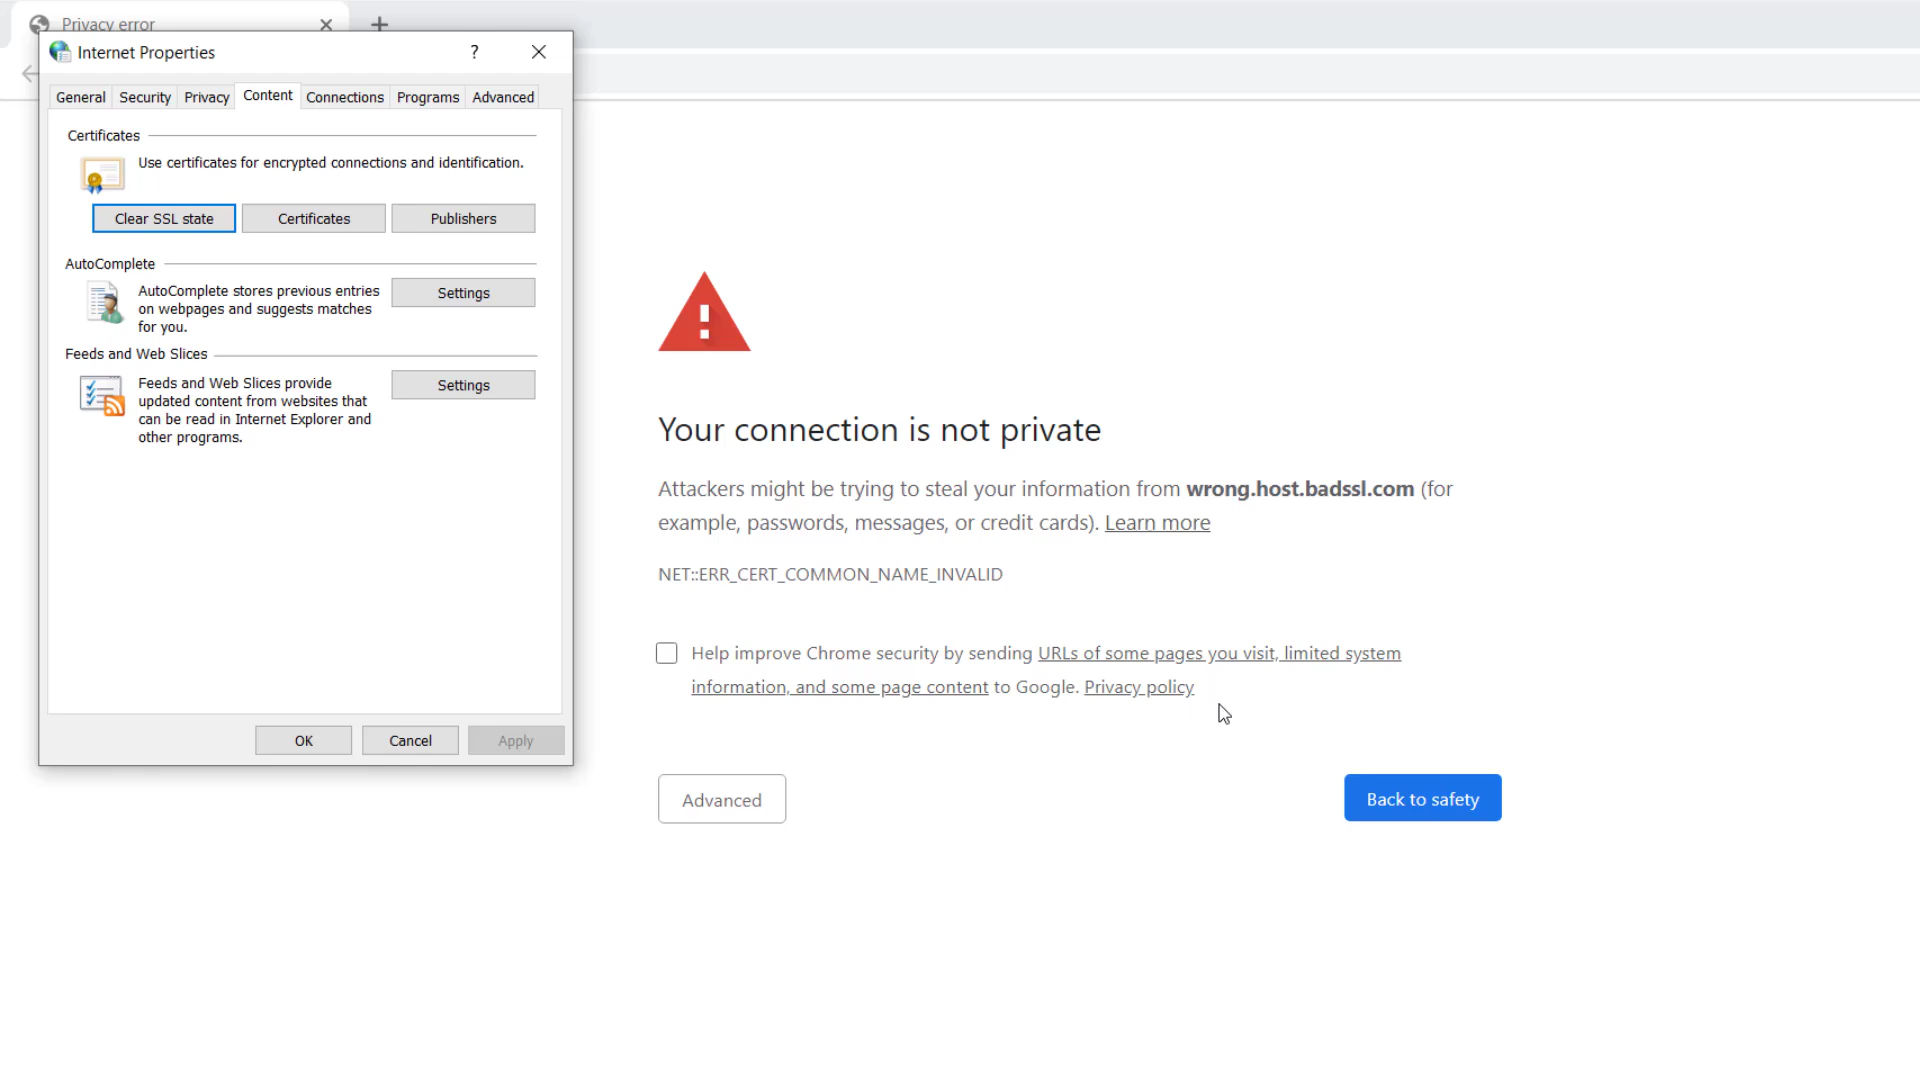 Privacy error
Internet Properties
?
General Security Privacy Content Connections Programs Advanced
Certificates
Use certificates for encrypted connections and identification.
Clear SSL state Certificates Publishers
AutoComplete
AutoComplete stores previous entries
on webpages and suggests matches
for you.
Settings
Feeds and Web Slices
Feeds and Web Slices provide
updated content from websites that
can be read in Internet Explorer and
other programs.
Settings
OK Cancel Apply
Your connection is not private
Attackers might be trying to steal your information from wrong.host.badssl.com (for
example, passwords, messages, or credit cards). Learn more
NET::ERR_CERT_COMMON_NAME_INVALID
Help improve Chrome security by sending URLs of some pages you visit, limited system
information, and some page content to Google. Privacy policy
Advanced
Back to safety